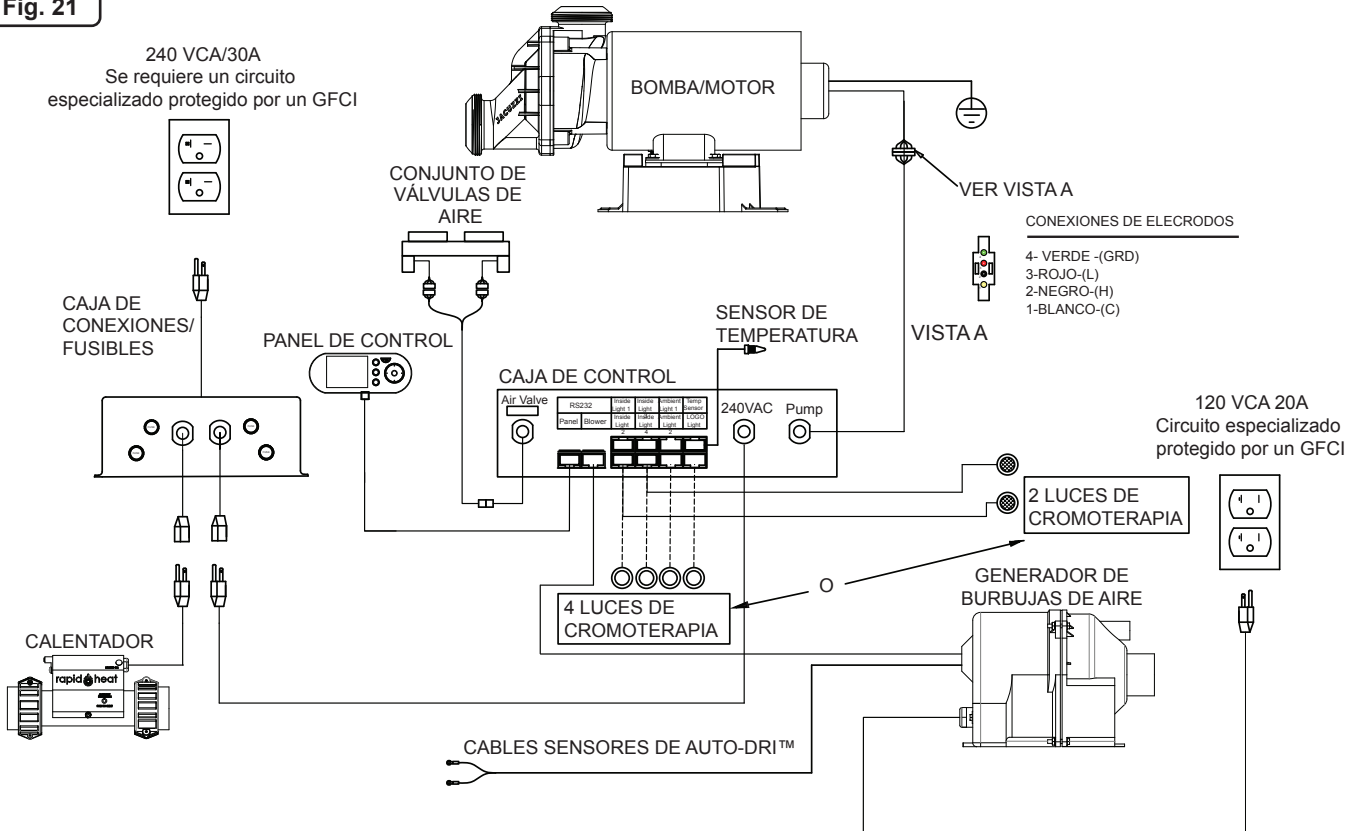 Fig. 21
240 VCA/30A
Se requiere un circuito
especializado protegido por un GFCI
BOMBA/MOTOR
JACUZZI
CONJUNTO DE
VÁLVULAS DE
AIRE
VER VISTA A
CONEXIONES DE ELECRODOS
4- VERDE -(GRD)
3-ROJO-(L)
2-NEGRO-(H)
1-BLANCO-(C)
VISTA A
CAJA DE
CONEXIONES/
FUSIBLES
PANEL DE CONTROL
SENSOR DE
TEMPERATURA
CAJA DE CONTROL
Air Valve
RS232
Panel
Blower
Inside
Light 1
Inside
Light
Ambient
Light 1
Temp
Sensor
Inside
Light
2
Inside
Light
4
Ambient
Light
2
LOGO
Light
240VAC
Pump
120 VCA 20A
Circuito especializado
protegido por un GFCI
2 LUCES DE
CROMOTERAPIA
O
4 LUCES DE
CROMOTERAPIA
GENERADOR DE
BURBUJAS DE AIRE
CALENTADOR
rapid heat
CABLES SENSORES DE AUTO-DRI™